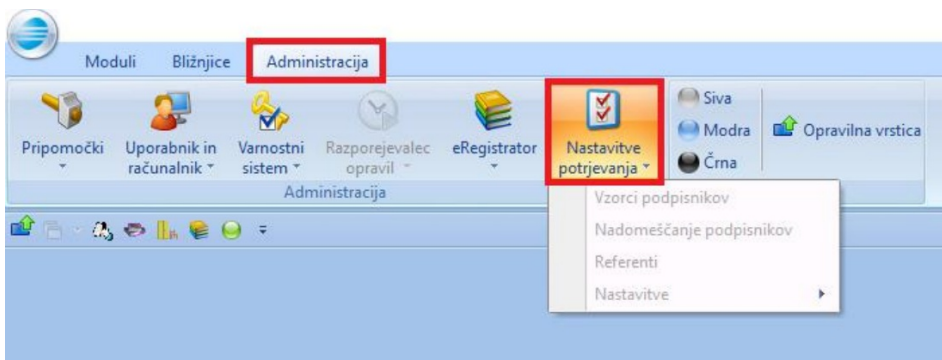 Moduli Bližnjice Administracija
Pripomočki
Uporabnik in
računalnik
Varnostni
sistem
Razporejevalec
opravil
eRegistrator
Nastavitve
potrjevanja
Siva
Modra
Črna
Opravilna vrstica
Administracija
Vzorci podpisnikov
Nadomeščanje podpisnikov
Referenti
Nastavitve